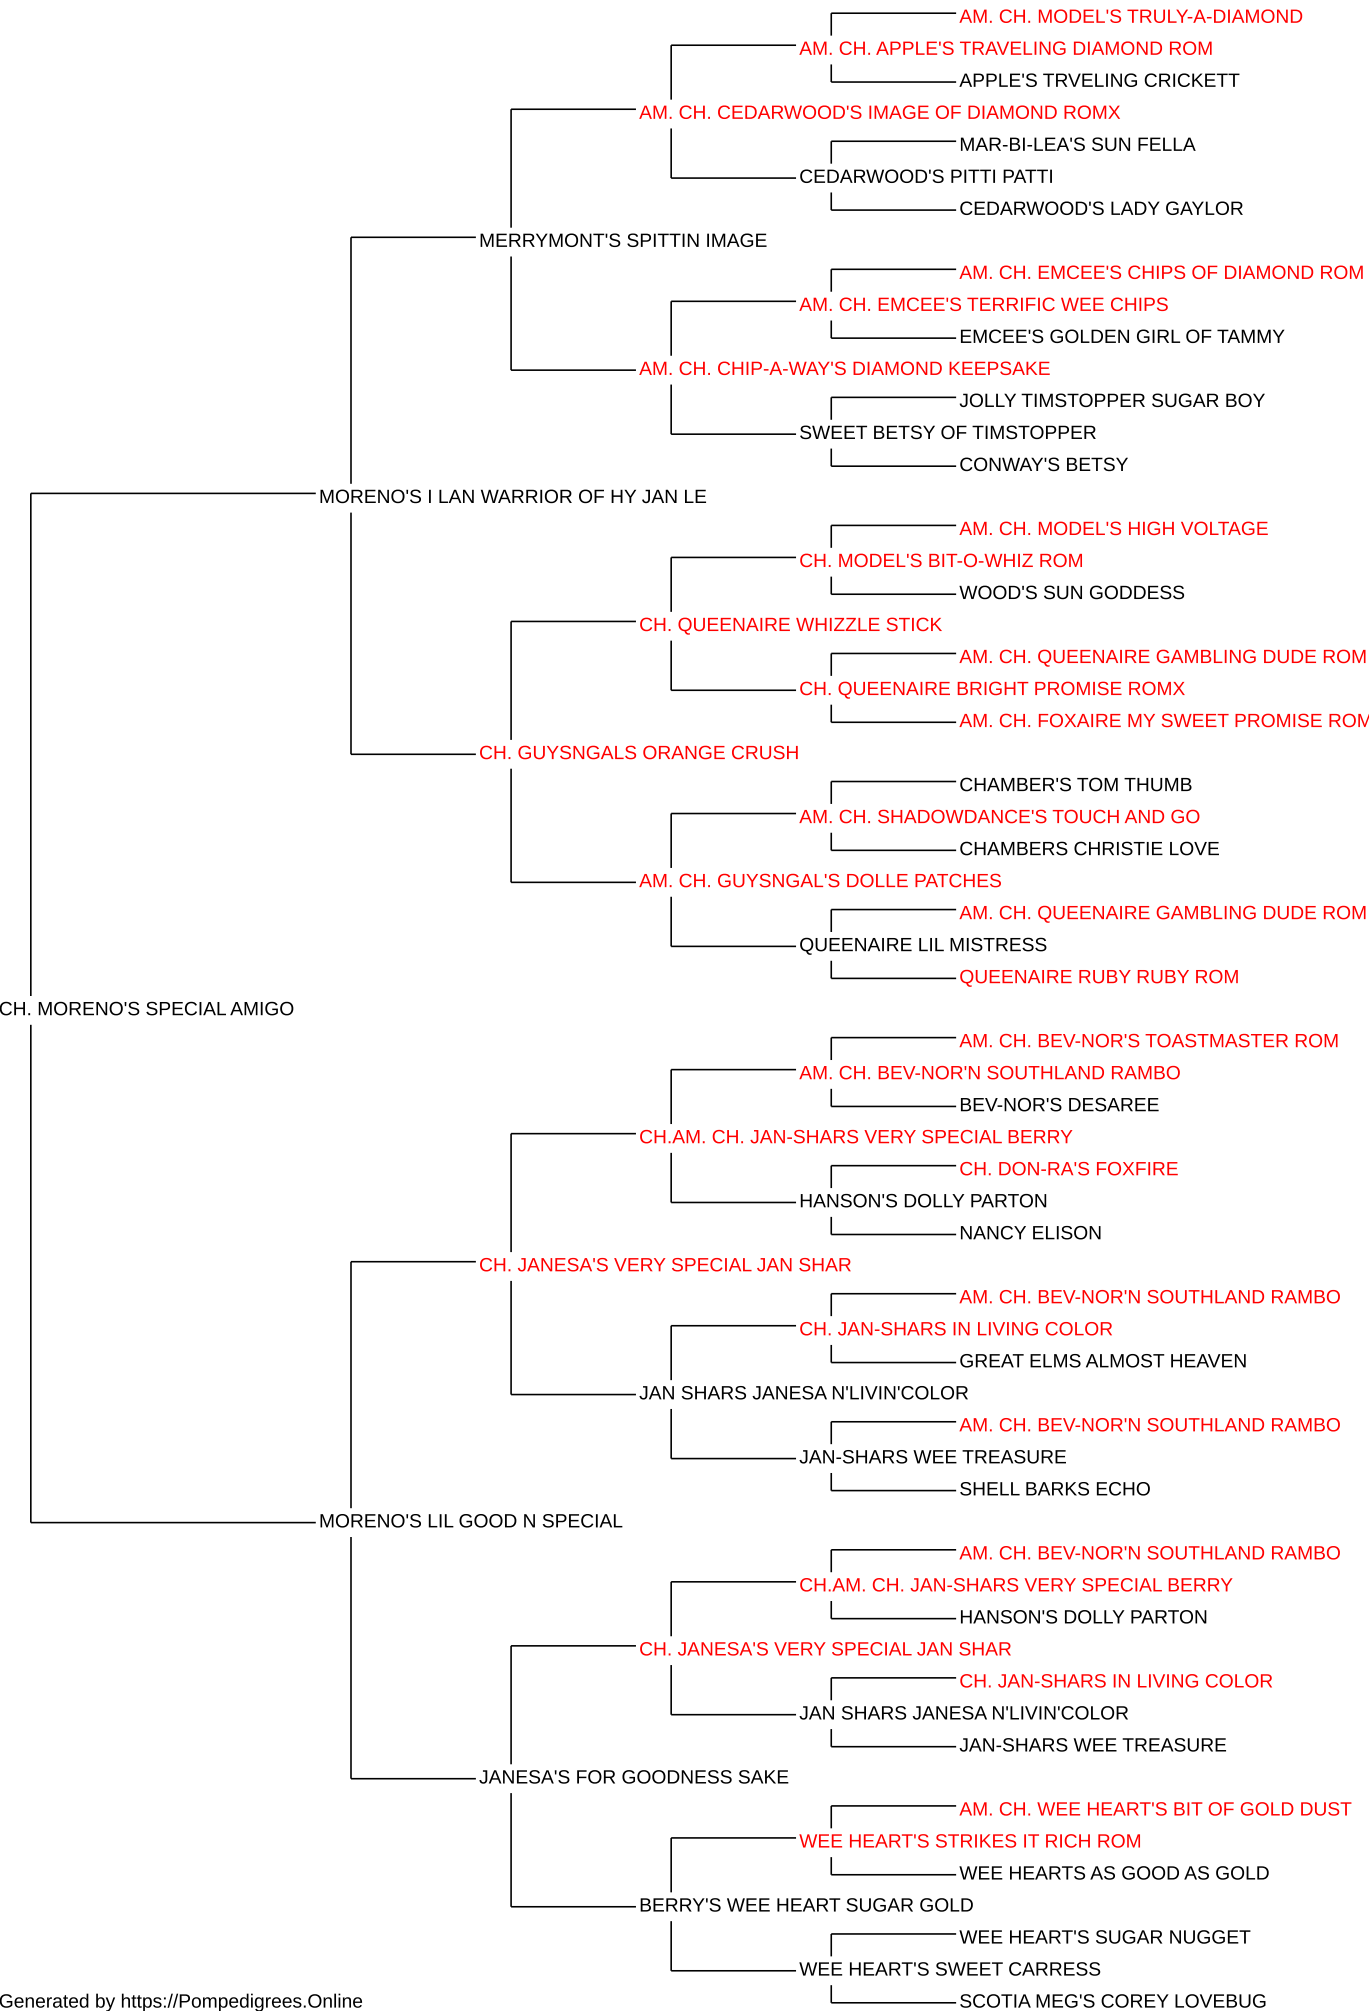 AM. CH. MODEL'S TRULY-A-DIAMOND
AM. CH. APPLE'S TRAVELING DIAMOND ROM
APPLE'S TRVELING CRICKETT
AM. CH. CEDARWOOD'S IMAGE OF DIAMOND ROMX
MAR-BI-LEA'S SUN FELLA
CEDARWOOD'S PITTI PATTI
CEDARWOOD'S LADY GAYLOR
MERRYMONT'S SPITTIN IMAGE
AM. CH. EMCEE'S CHIPS OF DIAMOND ROM
AM. CH. EMCEE'S TERRIFIC WEE CHIPS
EMCEE'S GOLDEN GIRL OF TAMMY
AM. CH. CHIP-A-WAY'S DIAMOND KEEPSAKE
JOLLY TIMSTOPPER SUGAR BOY
SWEET BETSY OF TIMSTOPPER
CONWAY'S BETSY
MORENO'S I LAN WARRIOR OF HY JAN LE
AM. CH. MODEL'S HIGH VOLTAGE
CH. MODEL'S BIT-O-WHIZ ROM
WOOD'S SUN GODDESS
CH. QUEENAIRE WHIZZLE STICK
AM. CH. QUEENAIRE GAMBLING DUDE ROM
CH. QUEENAIRE BRIGHT PROMISE ROMX
AM. CH. FOXAIRE MY SWEET PROMISE ROM
CH. GUYSNGALS ORANGE CRUSH
CHAMBER'S TOM THUMB
AM. CH. SHADOWDANCE'S TOUCH AND GO
CHAMBERS CHRISTIE LOVE
AM. CH. GUYSNGAL'S DOLLE PATCHES
AM. CH. QUEENAIRE GAMBLING DUDE ROM
QUEENAIRE LIL MISTRESS
QUEENAIRE RUBY RUBY ROM
CH. MORENO'S SPECIAL AMIGO
AM. CH. BEV-NOR'S TOASTMASTER ROM
AM. CH. BEV-NOR'N SOUTHLAND RAMBO
BEV-NOR'S DESAREE
CH.AM. CH. JAN-SHARS VERY SPECIAL BERRY
CH. DON-RA'S FOXFIRE
HANSON'S DOLLY PARTON
NANCY ELISON
CH. JANESA'S VERY SPECIAL JAN SHAR
AM. CH. BEV-NOR'N SOUTHLAND RAMBO
CH. JAN-SHARS IN LIVING COLOR
GREAT ELMS ALMOST HEAVEN
JAN SHARS JANESA N'LIVIN'COLOR
AM. CH. BEV-NOR'N SOUTHLAND RAMBO
JAN-SHARS WEE TREASURE
SHELL BARKS ECHO
MORENO'S LIL GOOD N SPECIAL
AM. CH. BEV-NOR'N SOUTHLAND RAMBO
CH.AM. CH. JAN-SHARS VERY SPECIAL BERRY
HANSON'S DOLLY PARTON
CH. JANESA'S VERY SPECIAL JAN SHAR
CH. JAN-SHARS IN LIVING COLOR
JAN SHARS JANESA N'LIVIN'COLOR
JAN-SHARS WEE TREASURE
JANESA'S FOR GOODNESS SAKE
AM. CH. WEE HEART'S BIT OF GOLD DUST
WEE HEART'S STRIKES IT RICH ROM
WEE HEARTS AS GOOD AS GOLD
BERRY'S WEE HEART SUGAR GOLD
WEE HEART'S SUGAR NUGGET
WEE HEART'S SWEET CARRESS
SCOTIA MEG'S COREY LOVEBUG
Generated by https://Pompedigrees.Online